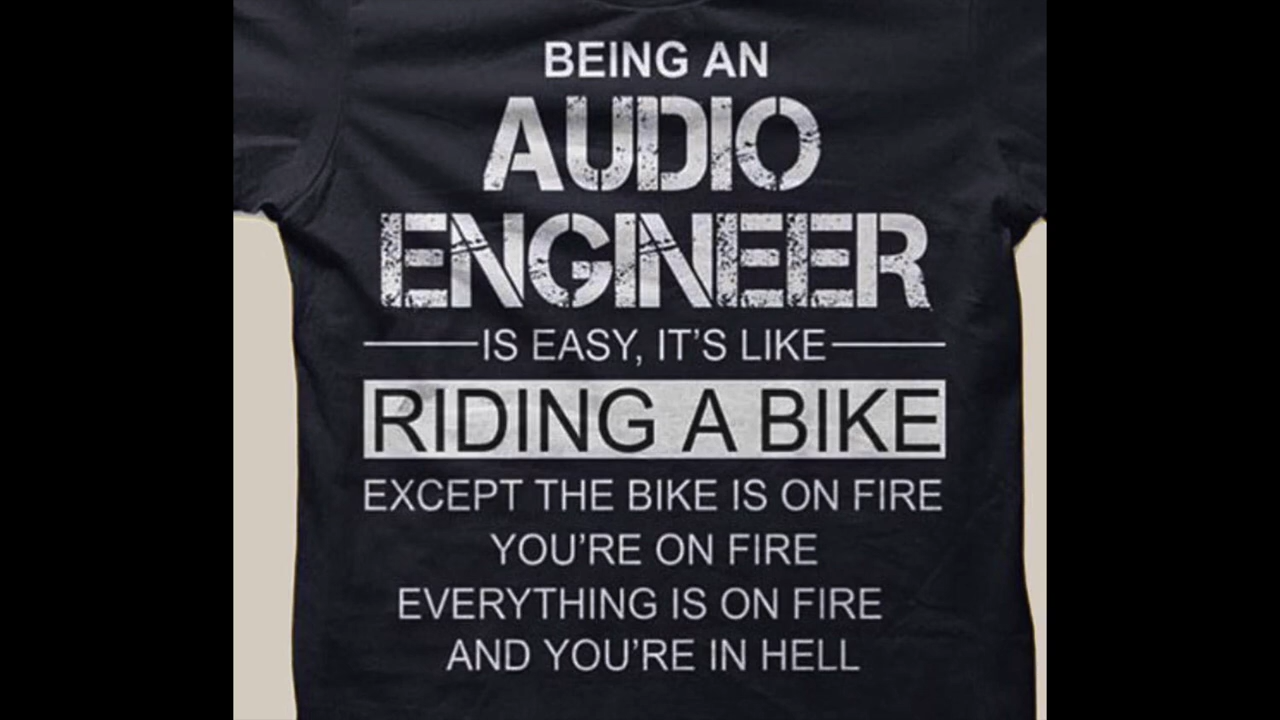 BEING AN
AUDIO
ENGINEER
IS EASY, IT'S LIKE
RIDING A BIKE
EXCEPT THE BIKE IS ON FIRE
YOU'RE ON FIRE
EVERYTHING IS ON FIRE
AND YOU'RE IN HELL